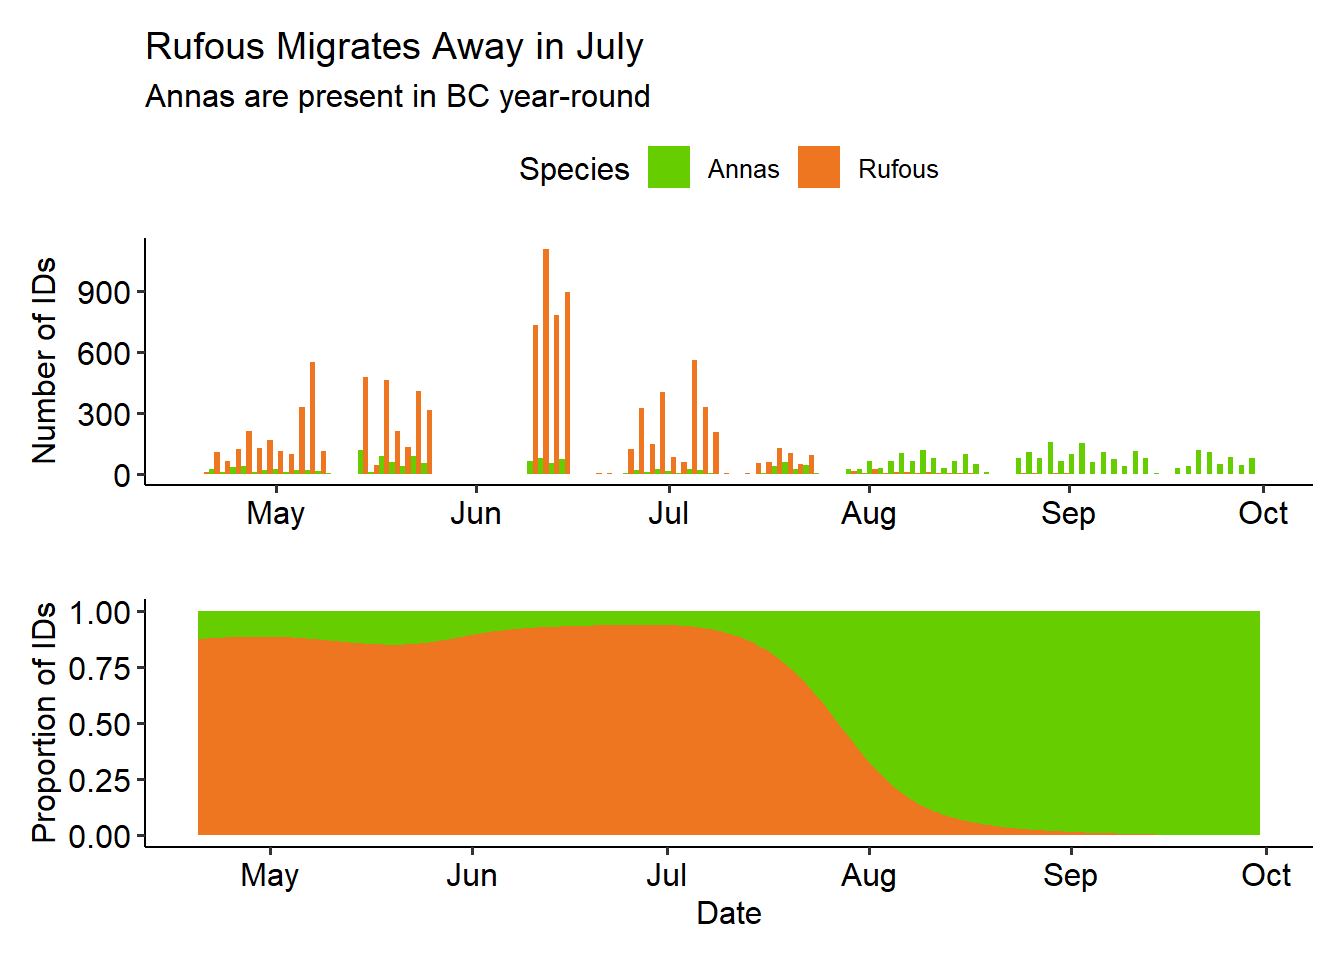 Rufous Migrates Away in July
Annas are present in BC year-round
Species Annas Rufous
Number of IDs
900
600
300
0
May Jun Jul Aug Sep Oct
Proportion of IDs
1.00
0.75
0.50
0.25
0.00
May Jun Jul Aug Sep Oct
Date